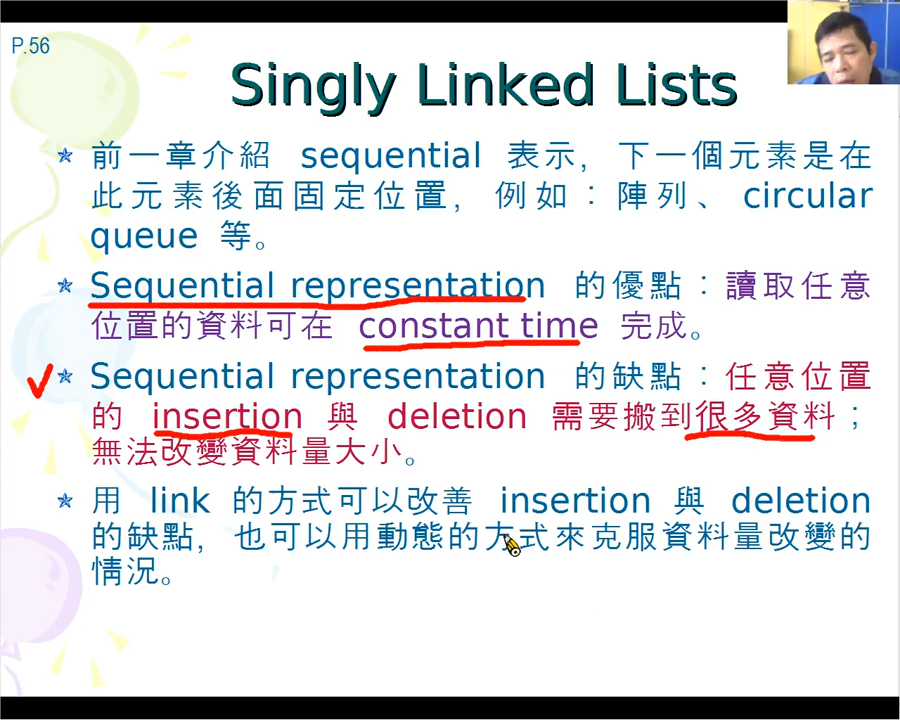 P.56
Singly Linked Lists
前一章介紹 sequential 表示, 下一個元素是在
此元素後面固定位置, 例如：陣列、circular
queue 等。
Sequential representation 的優點：讀取任意
位置的資料可在 constant time 完成。
Sequential representation 的缺點：任意位置
的 insertion 與 deletion 需要搬到很多資料；
無法改變資料量大小。
用 link 的方式可以改善 insertion 與 deletion
的缺點, 也可以用動態的方式來克服資料量改變的
情況。